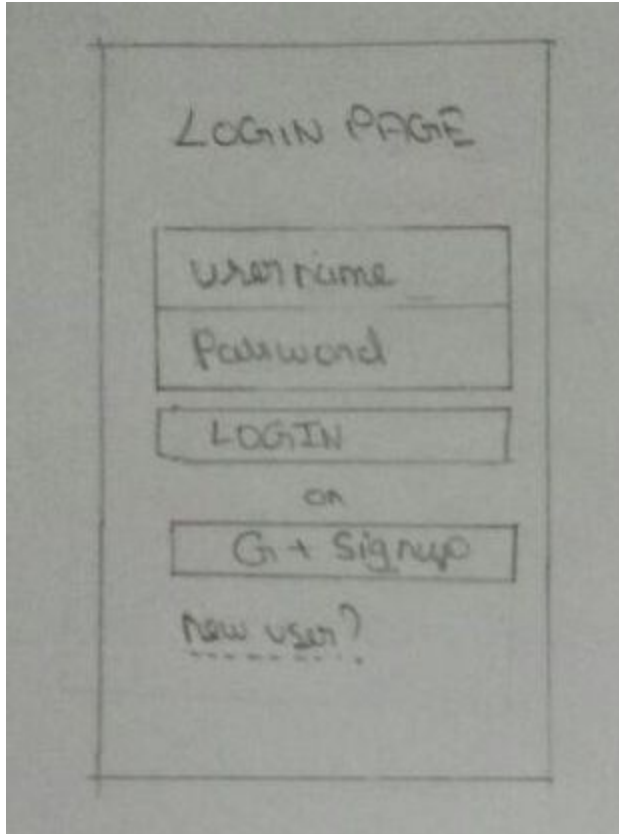 LOGIN PAGE
username
Password
LOGIN
or
G+ Signup
new user?